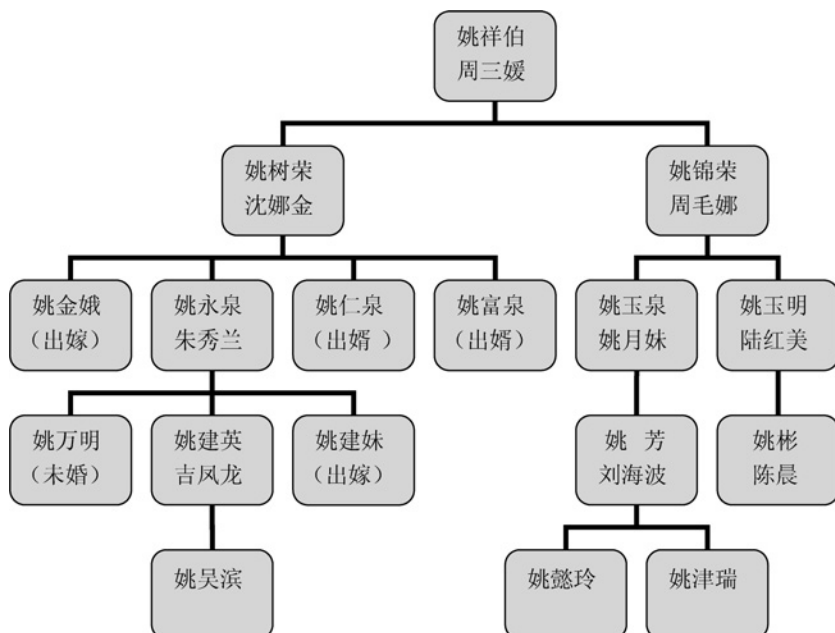 姚祥伯
周三媛
姚树荣
沈娜金
姚锦荣
周毛娜
姚金娥
（出嫁）
姚永泉
朱秀兰
姚仁泉
（出婿 ）
姚富泉
（出婿）
姚玉泉
姚月妹
姚玉明
陆红美
姚万明
（未婚）
姚建英
吉凤龙
姚建妹
（出嫁）
姚 芳
刘海波
姚彬
陈晨
姚吴滨
姚懿玲
姚津瑞